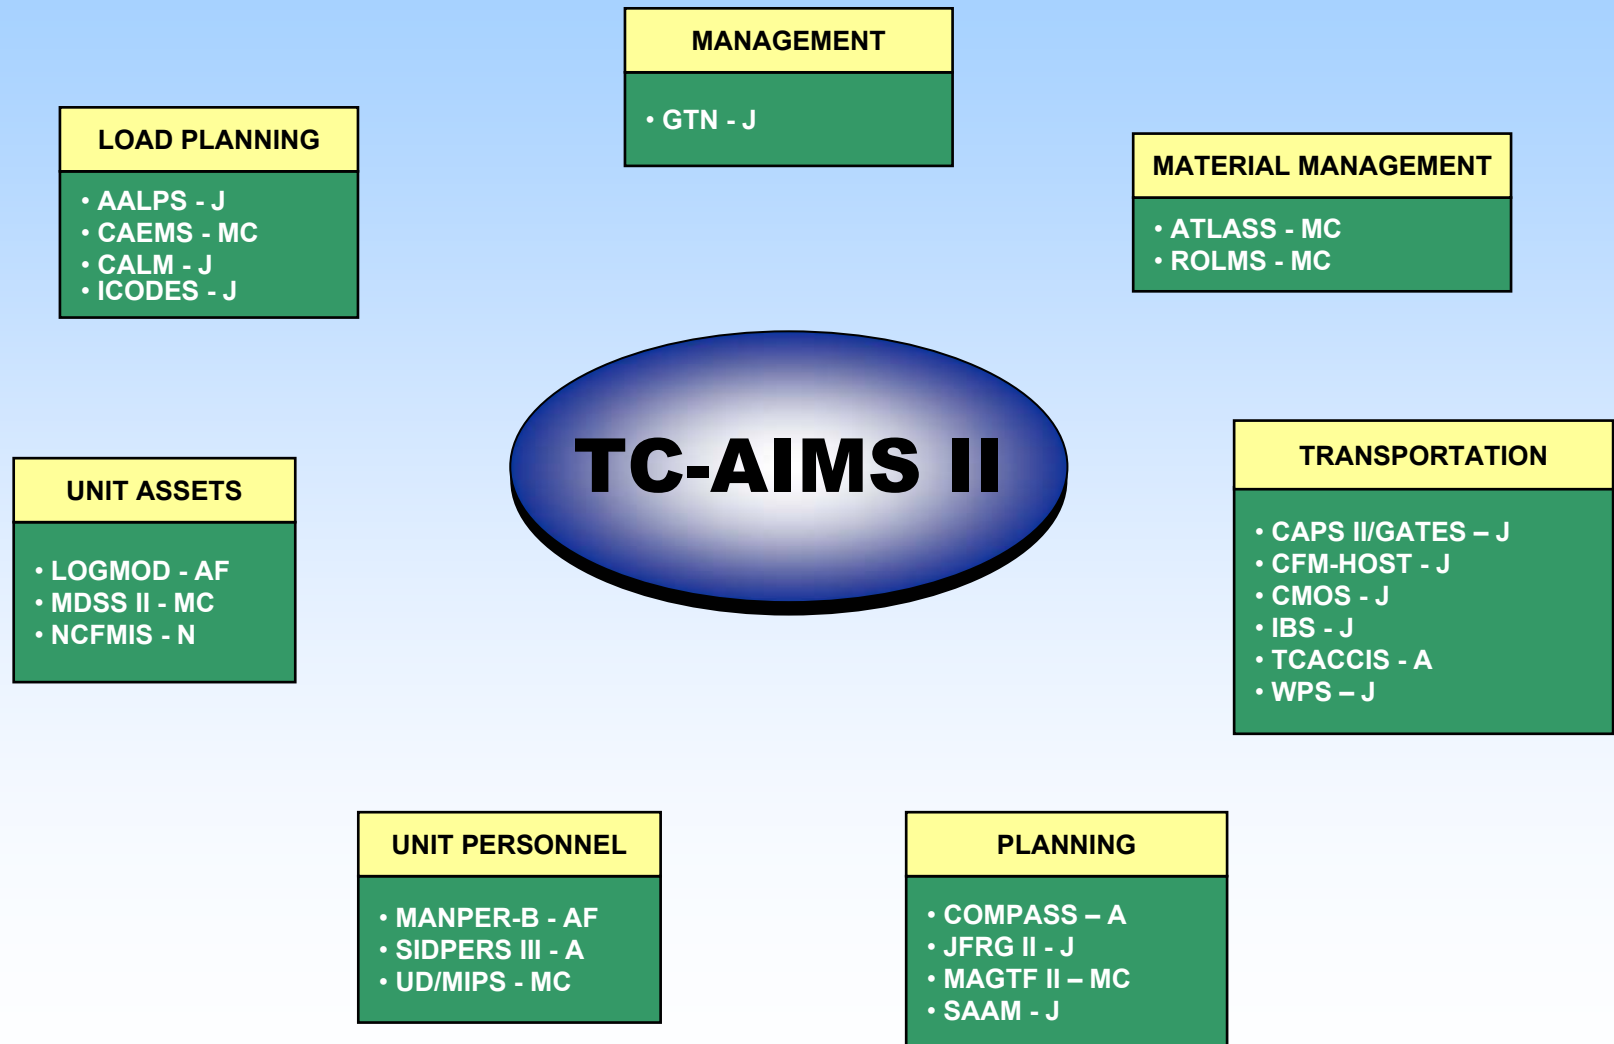 MANAGEMENT
• GTN - J
LOAD PLANNING
• AALPS - J
• CAEMS - MC
• CALM - J
• ICODES - J
MATERIAL MANAGEMENT
• ATLASS - MC
• ROLMS - MC
TC-AIMS II
UNIT ASSETS
• LOGMOD - AF
• MDSS II - MC
• NCFMIS - N
TRANSPORTATION
• CAPS II/GATES – J
• CFM-HOST - J
• CMOS - J
• IBS - J
• TCACCIS - A
• WPS – J
UNIT PERSONNEL
• MANPER-B - AF
• SIDPERS III - A
• UD/MIPS - MC
PLANNING
• COMPASS – A
• JFRG II - J
• MAGTF II – MC
• SAAM - J